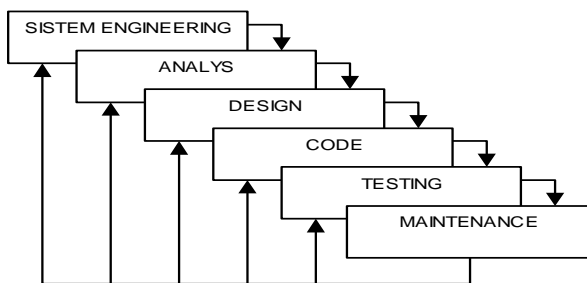 SISTEM ENGINEERING
ANALYS
DESIGN
CODE
TESTING
MAINTENANCE